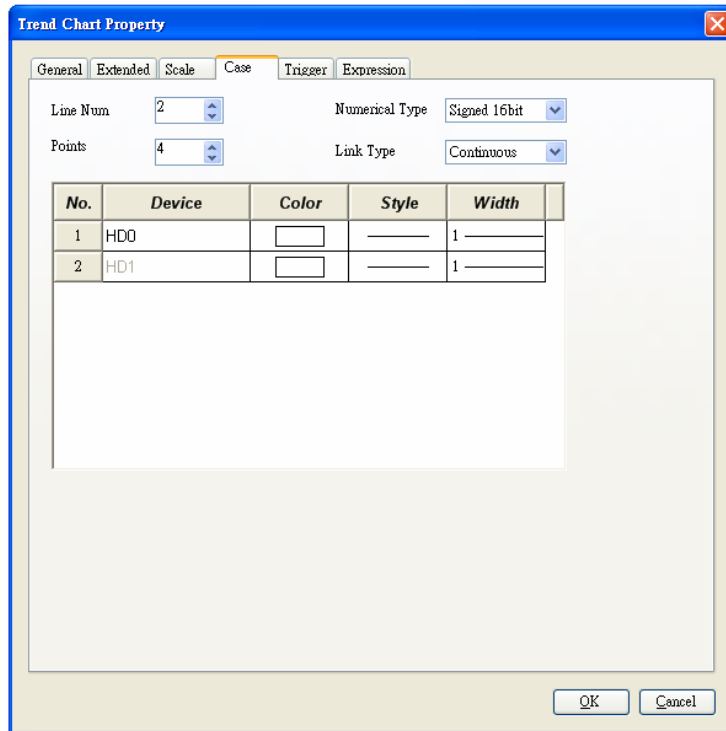 Trend Chart Property
General Extended Scale Case Trigger Expression
Line Num 2 Numerical Type Signed 16bit
Points 4 Link Type Continuous
No. Device Color Style Width
1 HD0 1
2 HD1 1
OK Cancel